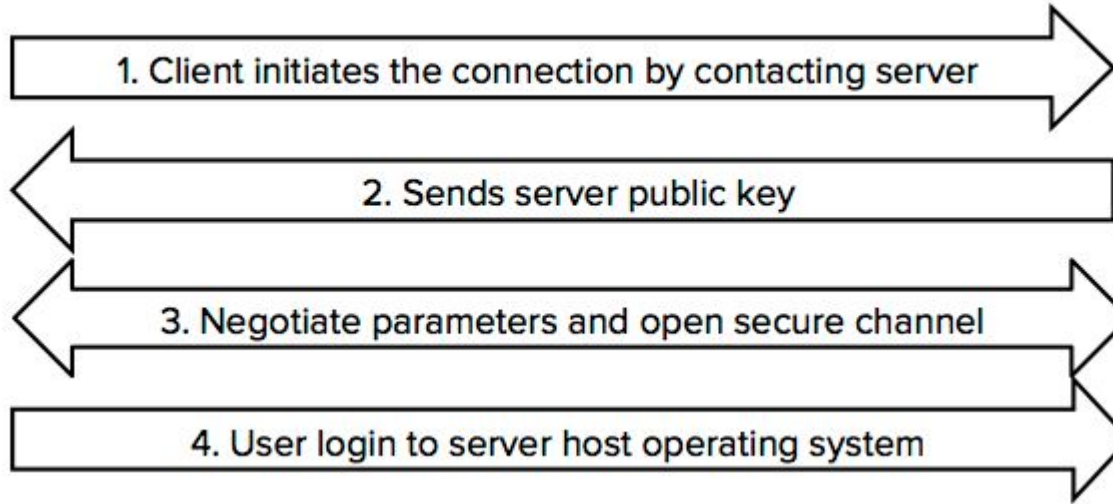 1. Client initiates the connection by contacting server
2. Sends server public key
3. Negotiate parameters and open secure channel
4. User login to server host operating system